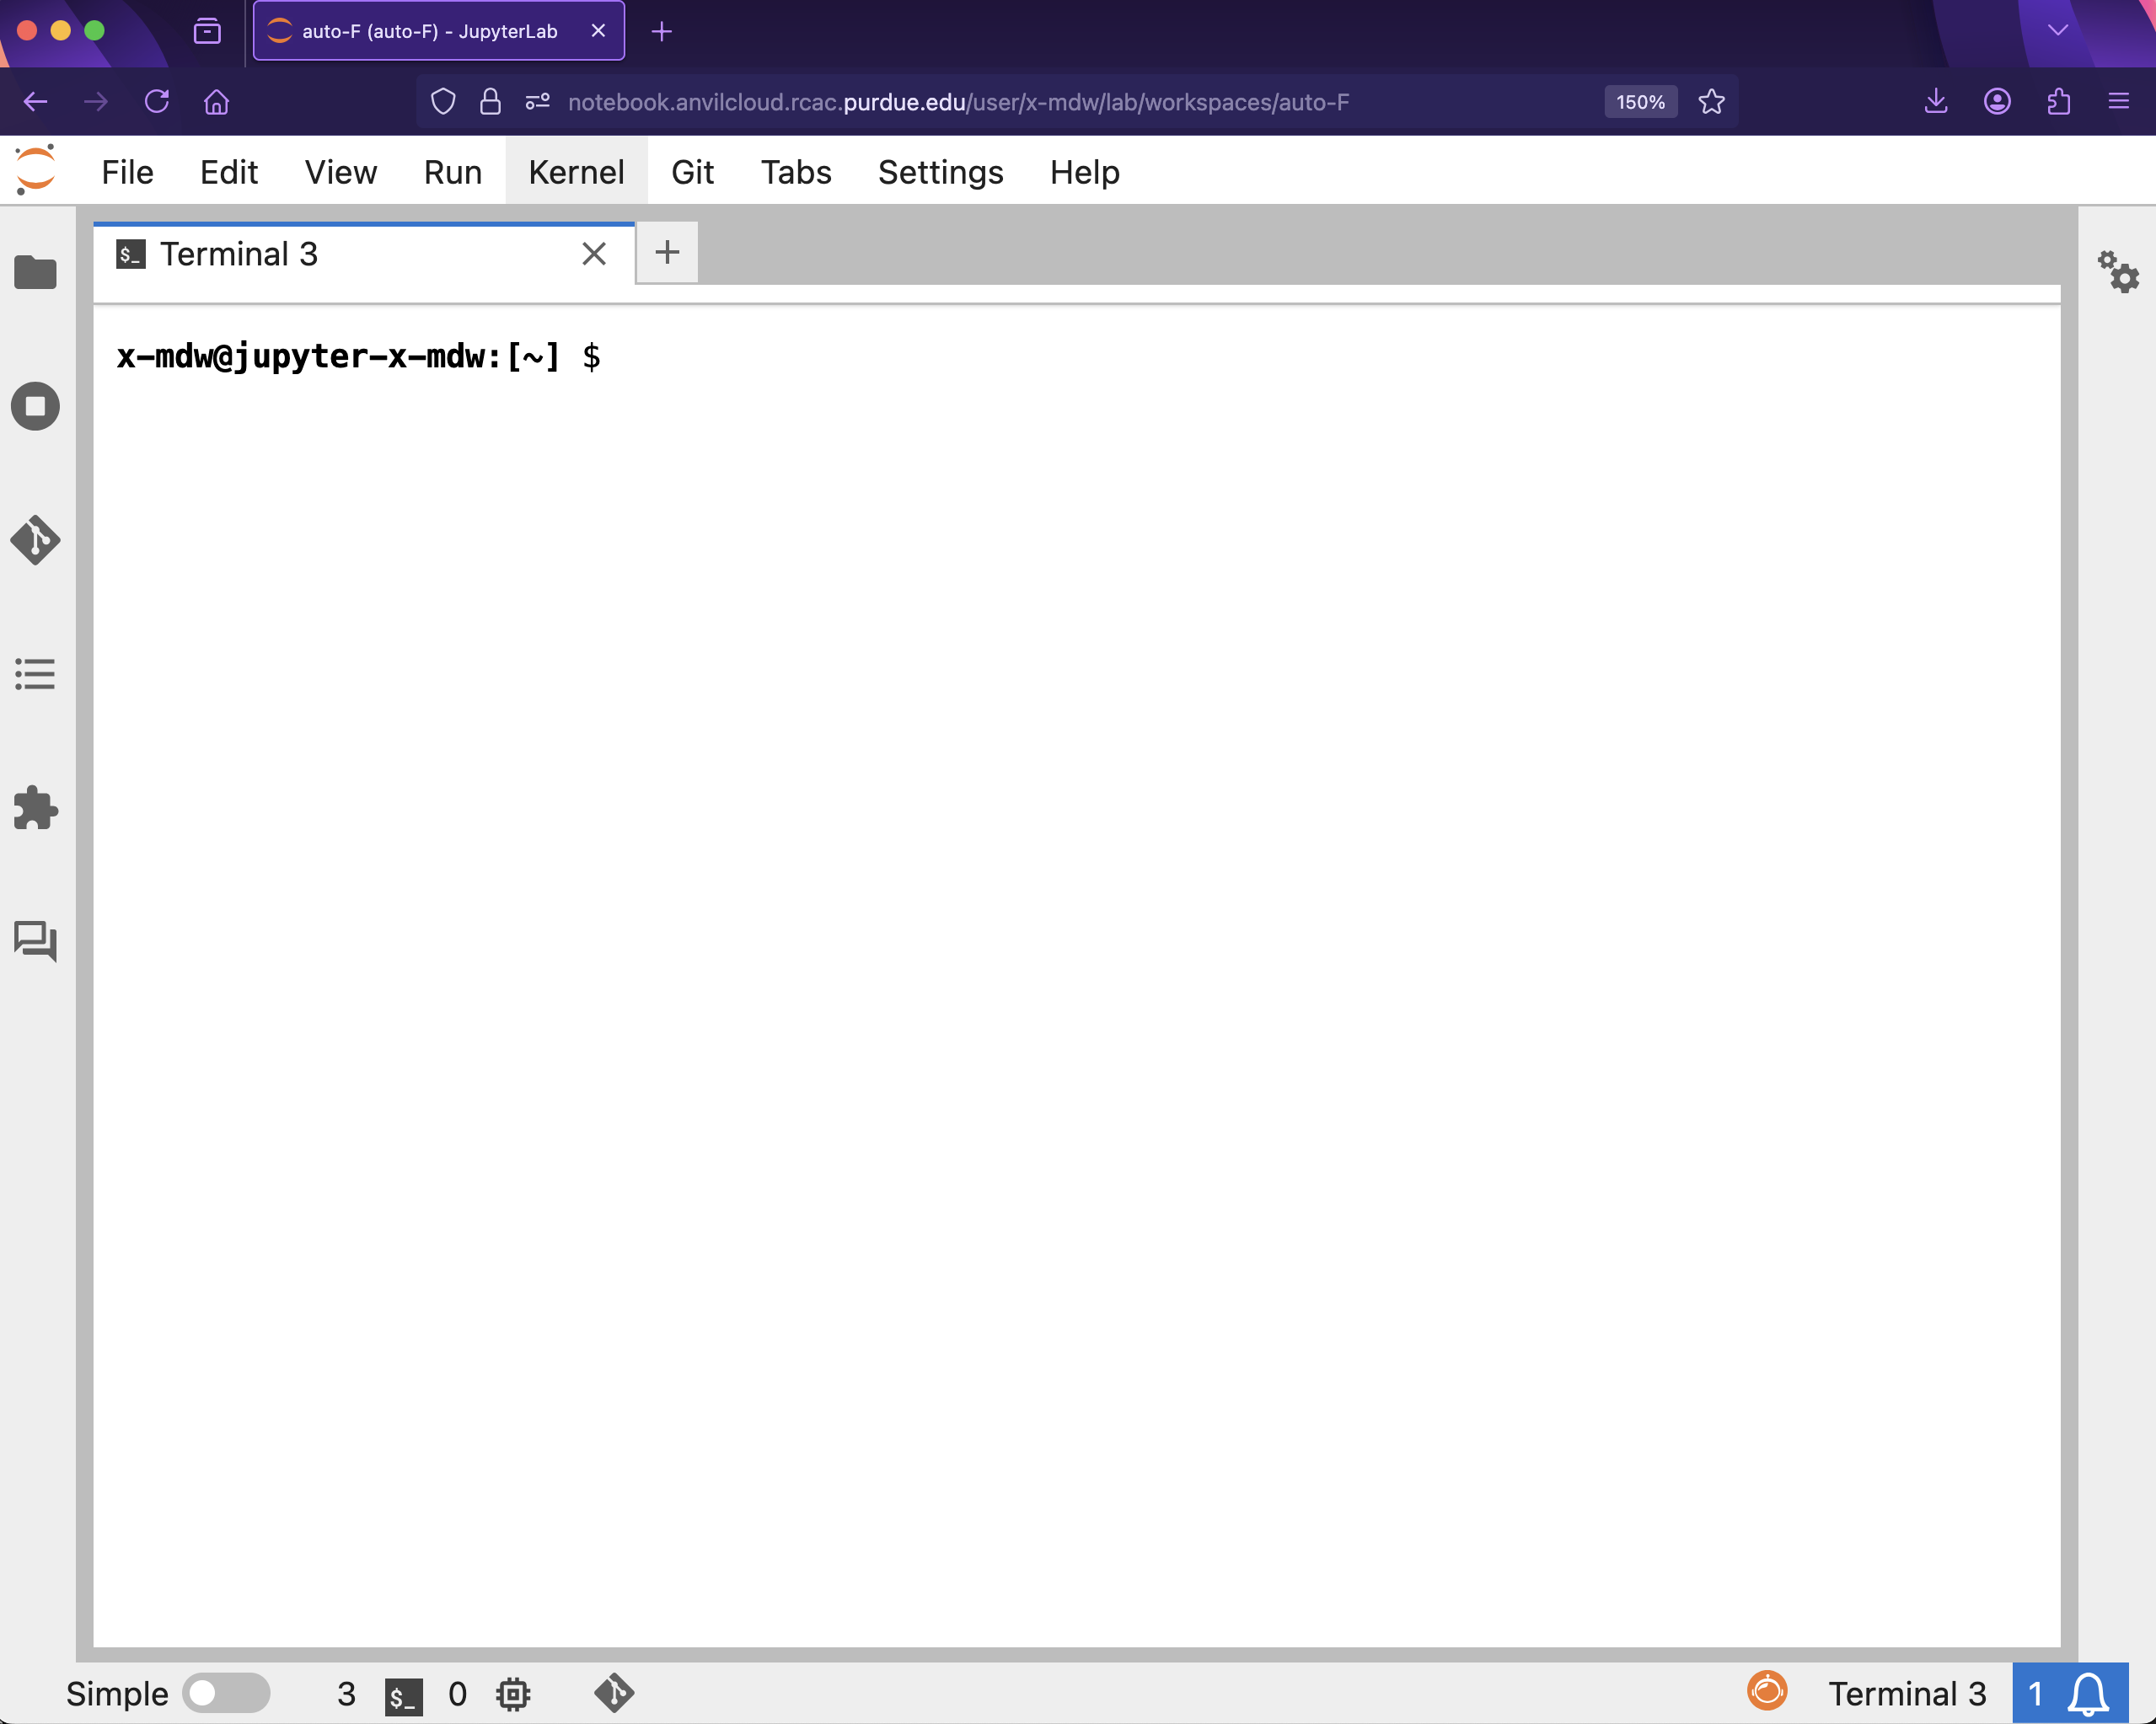 auto-F (auto-F) - JupyterLab
notebook.anvilcloud.rcac.purdue.edu/user/x-mdw/lab/workspaces/auto-F 150%
File Edit View Run Kernel Git Tabs Settings Help
$_ Terminal 3
x-mdw@jupyter-x-mdw:[~] $
Simple 3 $_ 0 Terminal 3 1